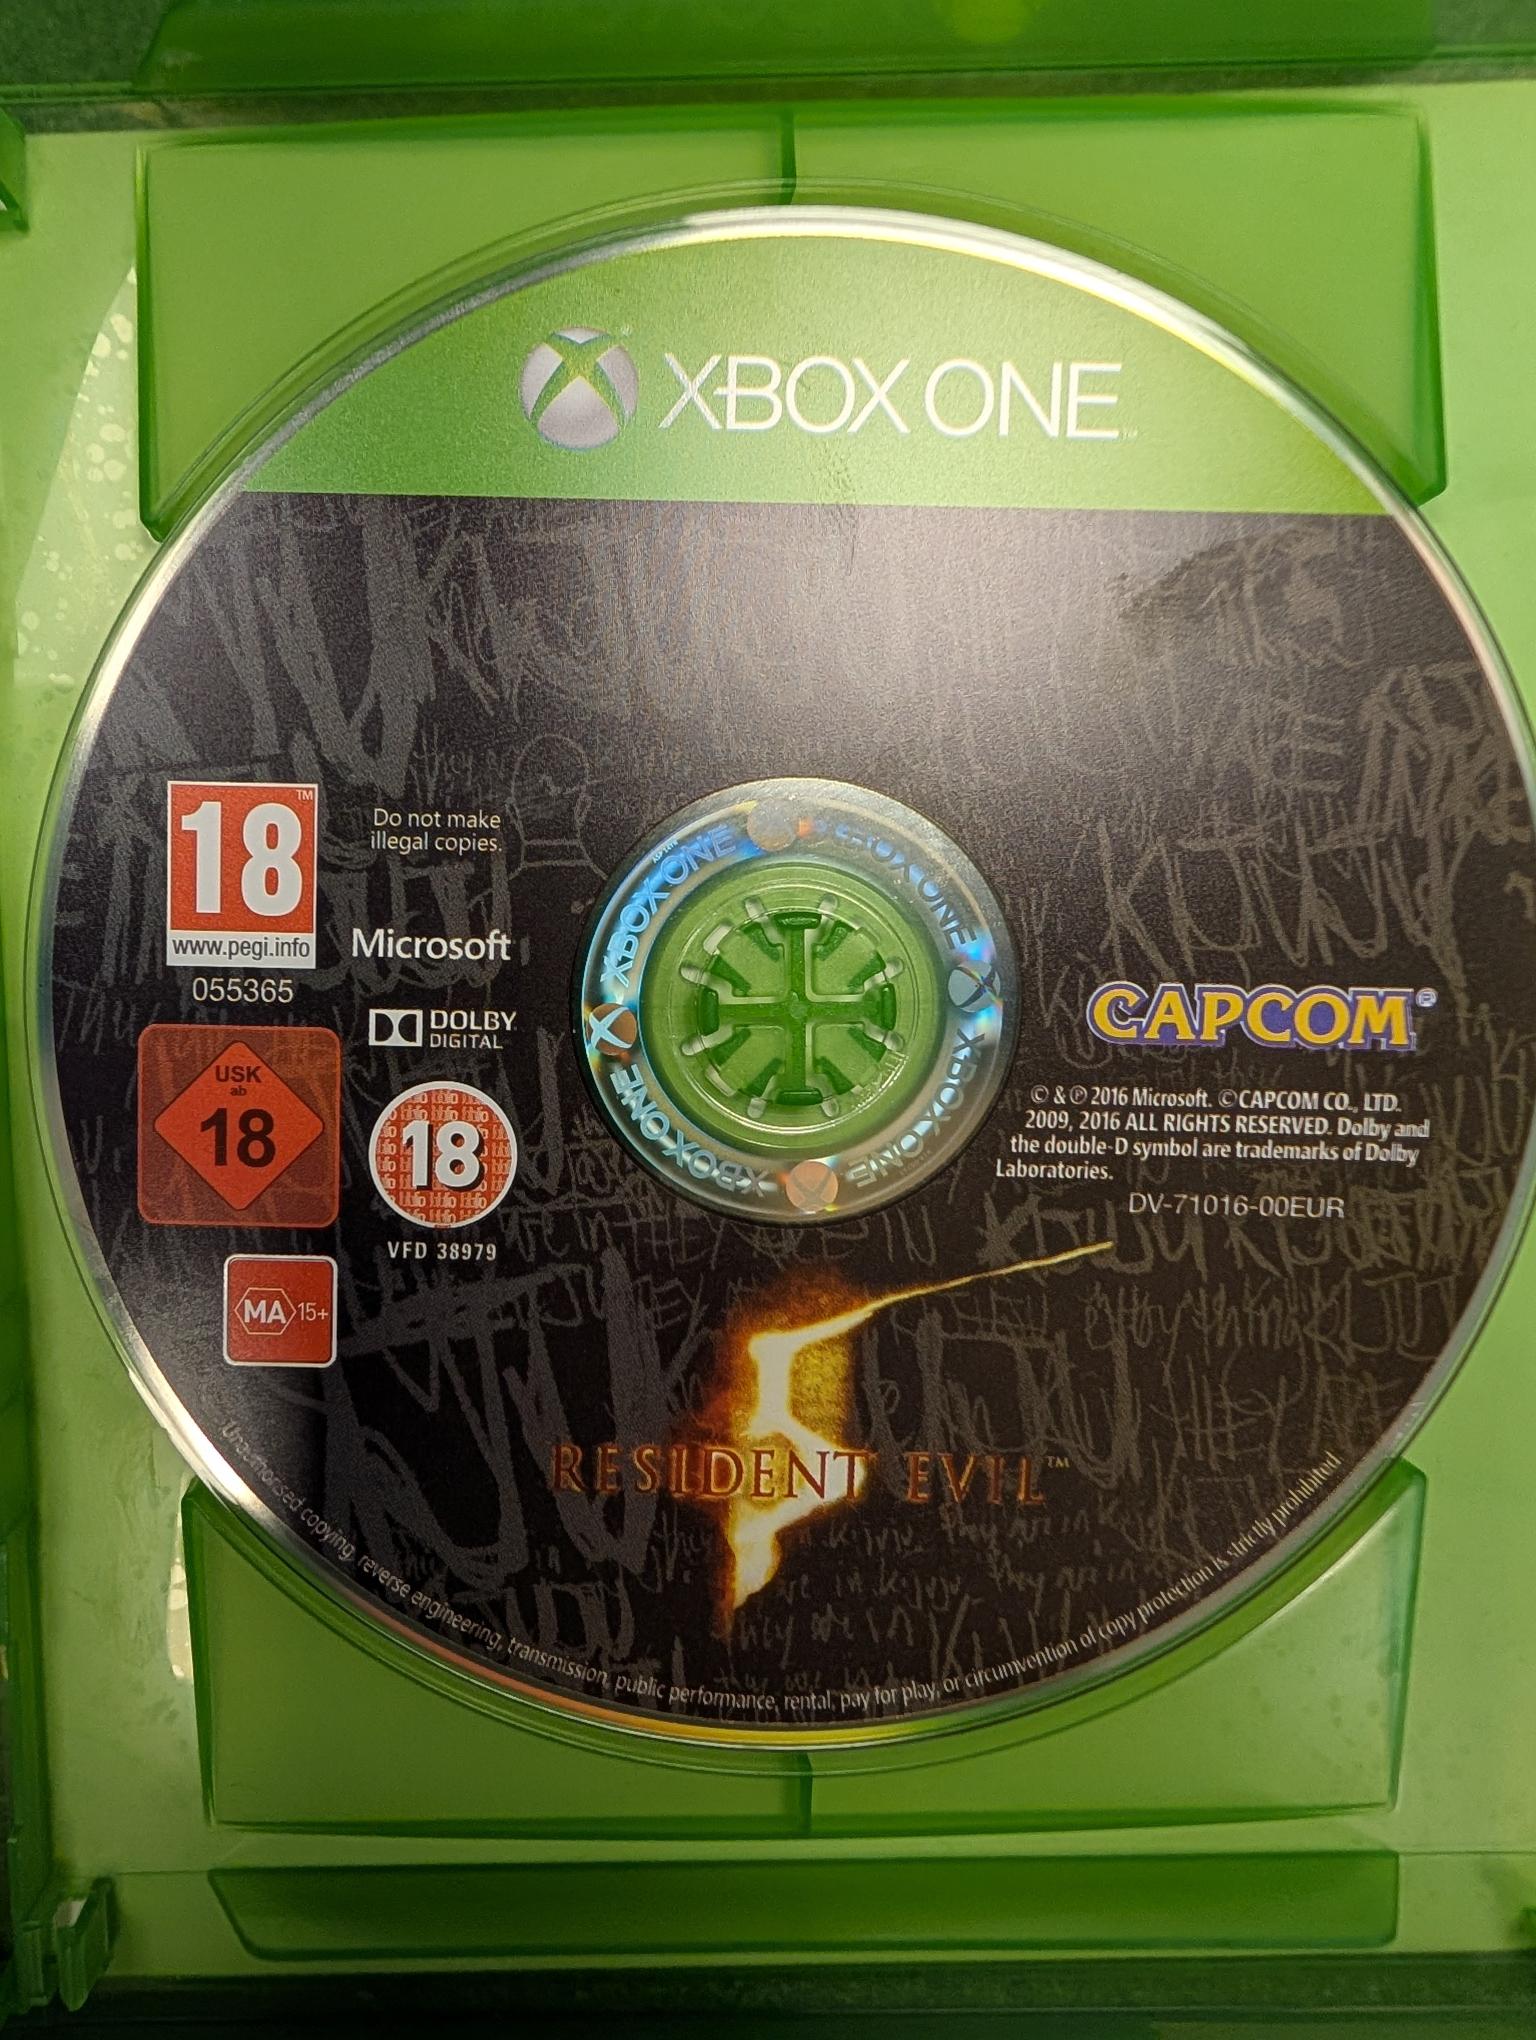 XBOX ONE™
18™
www.pegi.info
055365
Do not make
illegal copies.
Microsoft
DOLBY
DIGITAL
USK
ab
18
18
VFD 38979
MA 15+
XBOX ONE
XBOX ONE
XBOX ONE
XBOX ONE
CAPCOM®
© & ℗ 2016 Microsoft. ©CAPCOM CO., LTD.
2009, 2016 ALL RIGHTS RESERVED. Dolby and
the double-D symbol are trademarks of Dolby
Laboratories.
DV-71016-00EUR
5
RESIDENT EVIL™
Unauthorised copying, reverse engineering, transmission, public performance, rental, pay for play, or circumvention of copy protection is strictly prohibited